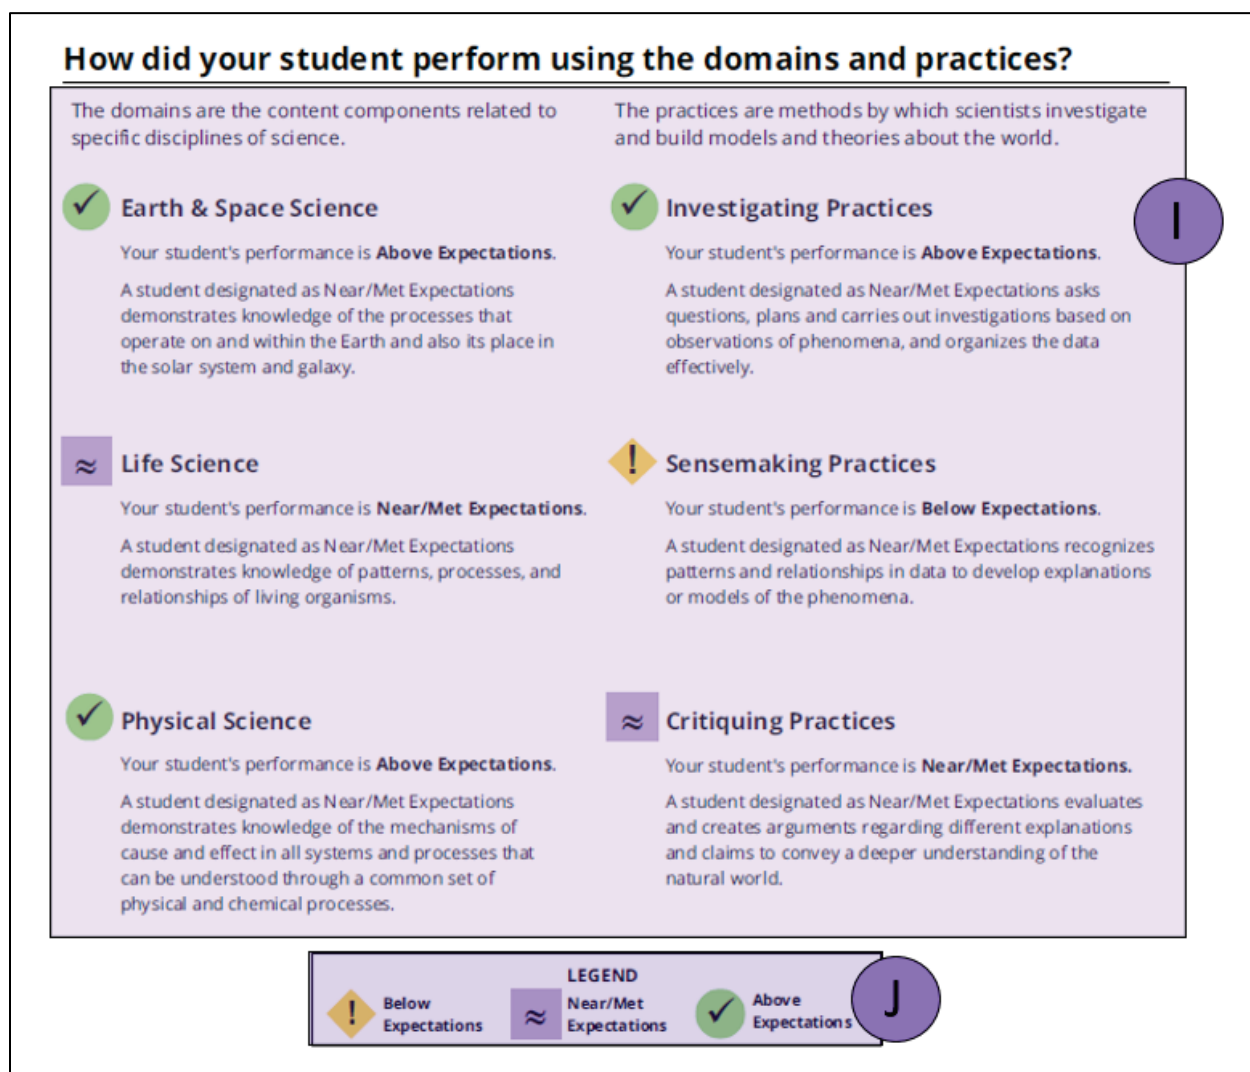 How did your student perform using the domains and practices?
The domains are the content components related to
specific disciplines of science.
Earth & Space Science
Your student's performance is Above Expectations.
A student designated as Near/Met Expectations
demonstrates knowledge of the processes that
operate on and within the Earth and also its place in
the solar system and galaxy.
≈ Life Science
Your student's performance is Near/Met Expectations.
A student designated as Near/Met Expectations
demonstrates knowledge of patterns, processes, and
relationships of living organisms.
Physical Science
Your student's performance is Above Expectations.
A student designated as Near/Met Expectations
demonstrates knowledge of the mechanisms of
cause and effect in all systems and processes that
can be understood through a common set of
physical and chemical processes.
The practices are methods by which scientists investigate
and build models and theories about the world.
Investigating Practices
Your student's performance is Above Expectations.
A student designated as Near/Met Expectations asks
questions, plans and carries out investigations based on
observations of phenomena, and organizes the data
effectively.
! Sensemaking Practices
Your student's performance is Below Expectations.
A student designated as Near/Met Expectations recognizes
patterns and relationships in data to develop explanations
or models of the phenomena.
≈ Critiquing Practices
Your student's performance is Near/Met Expectations.
A student designated as Near/Met Expectations evaluates
and creates arguments regarding different explanations
and claims to convey a deeper understanding of the
natural world.
I
LEGEND
! Below
Expectations
≈ Near/Met
Expectations
Above
Expectations
J